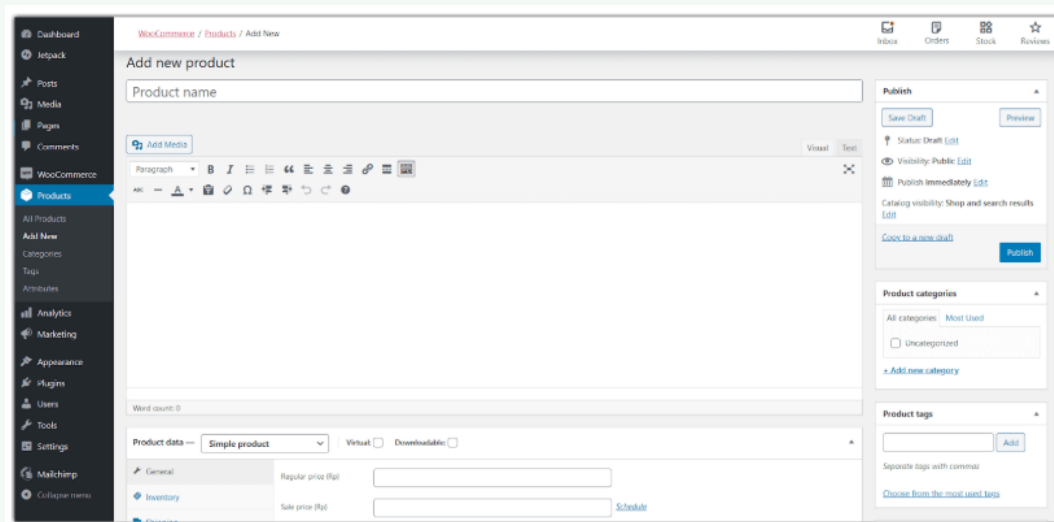 Dashboard
Jetpack
Posts
Media
Pages
Comments
WooCommerce
Products
All Products
Add New
Categories
Tags
Attributes
Analytics
Marketing
Appearance
Plugins
Users
Tools
Settings
Mailchimp
Collapse menu
WooCommerce / Products / Add New
Inbox
Orders
Stock
Reviews
Add new product
Product name
Add Media
Visual
Text
Paragraph
B I
ABC
A
Ω
Word count: 0
Product data —
Simple product
Virtual:
Downloadable:
General
Inventory
Shipping
Regular price (Rp)
Sale price (Rp)
Schedule
Publish
Save Draft
Preview
Status: Draft Edit
Visibility: Public Edit
Publish immediately Edit
Catalog visibility: Shop and search results
Edit
Copy to a new draft
Publish
Product categories
All categories
Most Used
Uncategorized
+ Add new category
Product tags
Add
Separate tags with commas
Choose from the most used tags